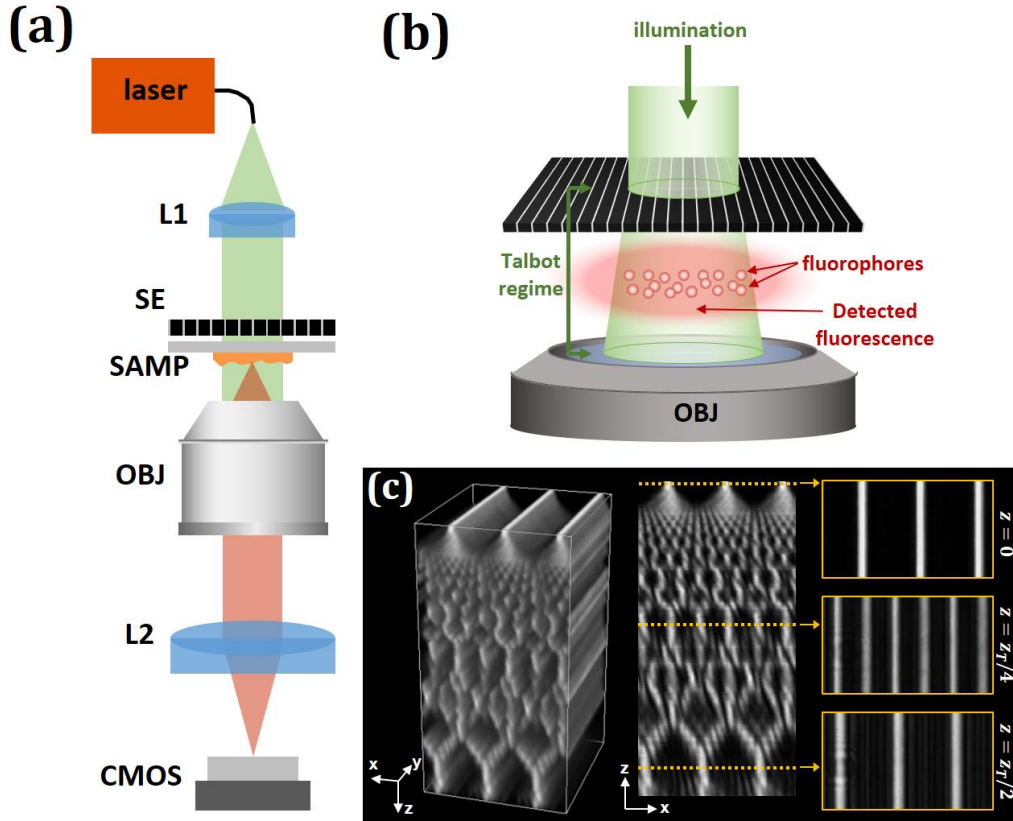 (a)
laser
L1
SE
SAMP
OBJ
L2
CMOS
(b)
illumination
Talbot
regime
fluorophores
Detected
fluorescence
OBJ
(c)
x
y
z
z
x
z = 0
z = z_T/4
z = z_T/2